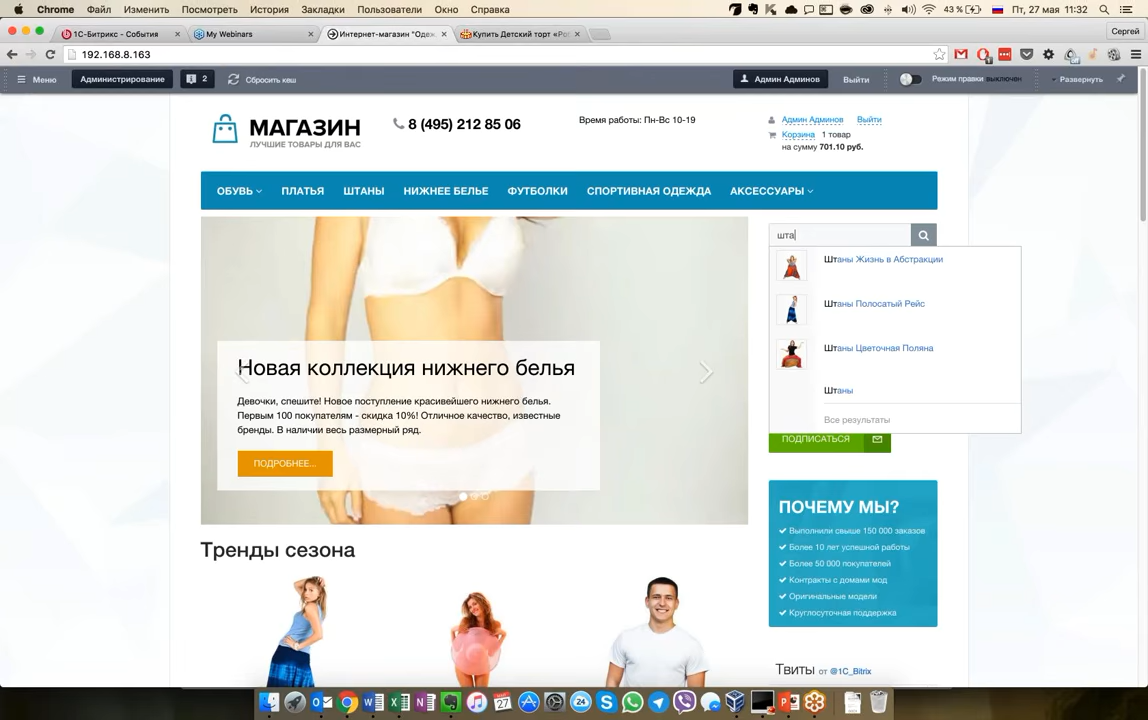 Chrome Файл Изменить Посмотреть История Закладки Пользователи Окно Справка 43 % Пт, 27 мая 11:32
1С-Битрикс - События My Webinars Интернет-магазин "Одеж Купить Детский торт Сергей
192.168.8.163
Меню Администрирование 2 Сбросить кеш Админ Админов Выйти Режим правки выключен Развернуть
МАГАЗИН
ЛУЧШИЕ ТОВАРЫ ДЛЯ ВАС
8 (495) 212 85 06
Время работы: Пн-Вс 10-19
Админ Админов Выйти
Корзина 1 товар
на сумму 701.10 руб.
ОБУВЬ ПЛАТЬЯ ШТАНЫ НИЖНЕЕ БЕЛЬЕ ФУТБОЛКИ СПОРТИВНАЯ ОДЕЖДА АКСЕССУАРЫ
шта
Штаны Жизнь в Абстракции
Штаны Полосатый Рейс
Штаны Цветочная Поляна
Штаны
Все результаты
ПОДПИСАТЬСЯ
Новая коллекция нижнего белья
Девочки, спешите! Новое поступление красивейшего нижнего белья.
Первым 100 покупателям - скидка 10%! Отличное качество, известные
бренды. В наличии весь размерный ряд.
ПОДРОБНЕЕ...
ПОЧЕМУ МЫ?
Выполнили свыше 150 000 заказов
Более 10 лет успешной работы
Более 50 000 покупателей
Контракты с домами мод
Оригинальные модели
Круглосуточная поддержка
Тренды сезона
Твиты от @1C_Bitrix